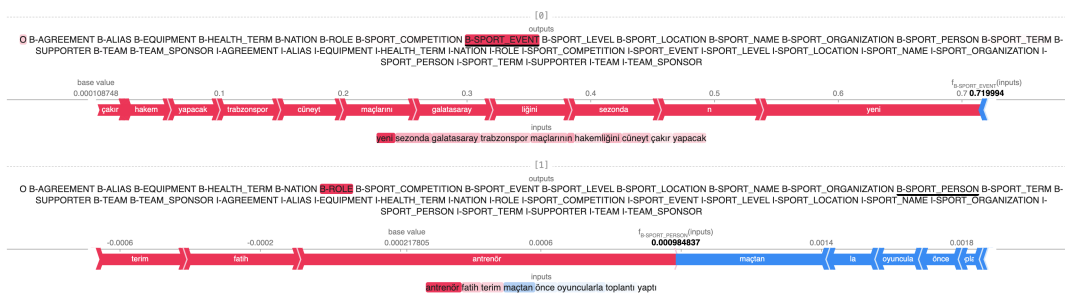 [0]
outputs
O B-AGREEMENT B-ALIAS B-EQUIPMENT B-HEALTH_TERM B-NATION B-ROLE B-SPORT_COMPETITION B-SPORT_EVENT B-SPORT_LEVEL B-SPORT_LOCATION B-SPORT_NAME B-SPORT_ORGANIZATION B-SPORT_PERSON B-SPORT_TERM B-
SUPPORTER B-TEAM B-TEAM_SPONSOR I-AGREEMENT I-ALIAS I-EQUIPMENT I-HEALTH_TERM I-NATION I-ROLE I-SPORT_COMPETITION I-SPORT_EVENT I-SPORT_LEVEL I-SPORT_LOCATION I-SPORT_NAME I-SPORT_ORGANIZATION I-
SPORT_PERSON I-SPORT_TERM I-SUPPORTER I-TEAM I-TEAM_SPONSOR
base value f B-SPORT_EVENT(inputs)
0.000108748 0.1 0.2 0.3 0.4 0.5 0.6 0.7 0.719994
çakır hakem yapacak trabzonspor cüneyt maçlarını galatasaray liğini sezonda n yeni
inputs
yeni sezonda galatasaray trabzonspor maçlarının hakemliğini cüneyt çakır yapacak
[1]
outputs
O B-AGREEMENT B-ALIAS B-EQUIPMENT B-HEALTH_TERM B-NATION B-ROLE B-SPORT_COMPETITION B-SPORT_EVENT B-SPORT_LEVEL B-SPORT_LOCATION B-SPORT_NAME B-SPORT_ORGANIZATION B-SPORT_PERSON B-SPORT_TERM B-
SUPPORTER B-TEAM B-TEAM_SPONSOR I-AGREEMENT I-ALIAS I-EQUIPMENT I-HEALTH_TERM I-NATION I-ROLE I-SPORT_COMPETITION I-SPORT_EVENT I-SPORT_LEVEL I-SPORT_LOCATION I-SPORT_NAME I-SPORT_ORGANIZATION I-
SPORT_PERSON I-SPORT_TERM I-SUPPORTER I-TEAM I-TEAM_SPONSOR
base value f B-SPORT_PERSON(inputs)
-0.0006 -0.0002 0.000217805 0.0006 0.000984837 0.0014 0.0018
terim fatih antrenör maçtan la oyuncula önce
inputs
antrenör fatih terim maçtan önce oyuncularla toplantı yaptı